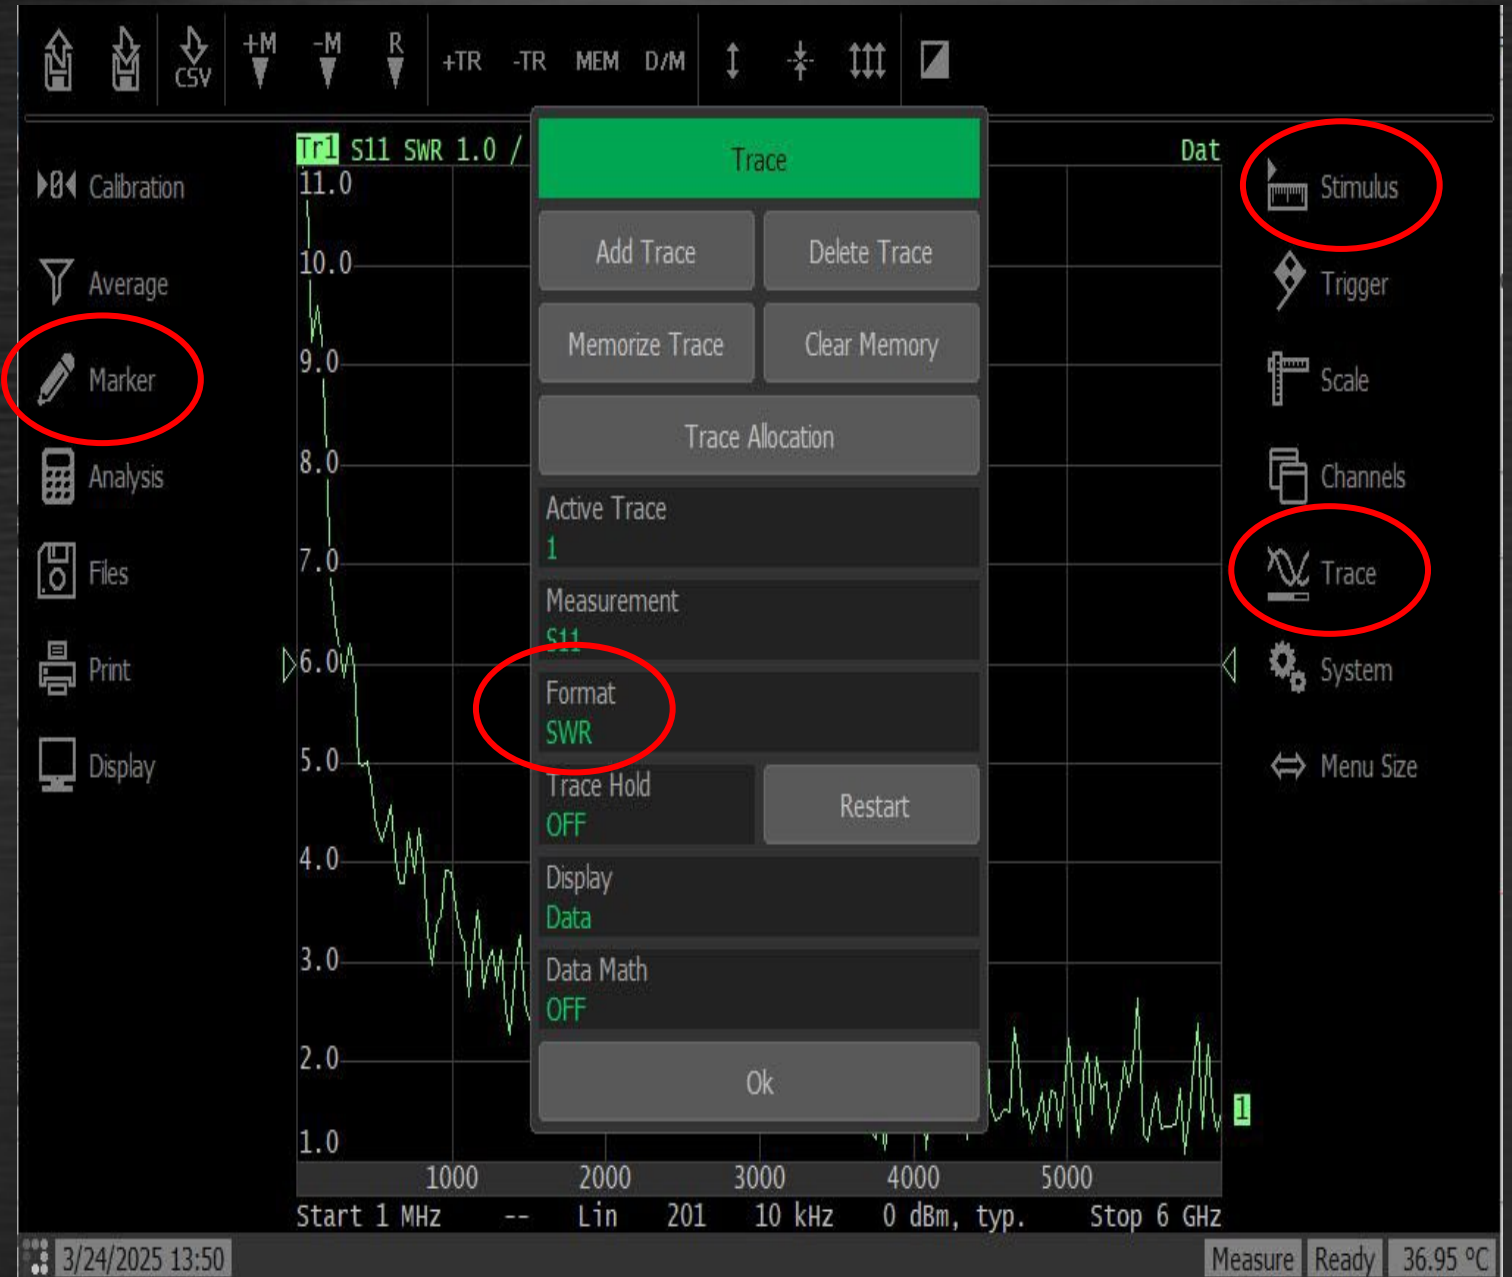 CSV
+M
-M
R
+TR
-TR
MEM
D/M
Calibration
Average
Marker
Analysis
Files
Print
Display
Tr1 S11 SWR 1.0 /
Dat
11.0
10.0
9.0
8.0
7.0
6.0
5.0
4.0
3.0
2.0
1.0
Trace
Add Trace
Delete Trace
Memorize Trace
Clear Memory
Trace Allocation
Active Trace
1
Measurement
S11
Format
SWR
Trace Hold
OFF
Restart
Display
Data
Data Math
OFF
Ok
1
1000 2000 3000 4000 5000
Start 1 MHz -- Lin 201 10 kHz 0 dBm, typ. Stop 6 GHz
Stimulus
Trigger
Scale
Channels
Trace
System
Menu Size
3/24/2025 13:50
Measure Ready 36.95 °C